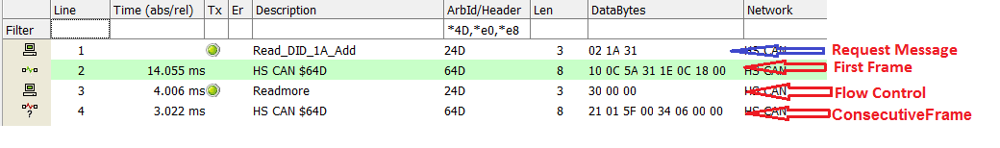 Line Time (abs/rel) Tx Er Description ArbId/Header Len DataBytes Network
Filter *4D,*e0,*e8
1 Read_DID_1A_Add 24D 3 02 1A 31 HS CAN Request Message
2 14.055 ms HS CAN $64D 64D 8 10 0C 5A 31 1E 0C 18 00 HS CAN First Frame
3 4.006 ms Readmore 24D 3 30 00 00 HS CAN Flow Control
4 3.022 ms HS CAN $64D 64D 8 21 01 5F 00 34 06 00 00 HS CAN ConsecutiveFrame